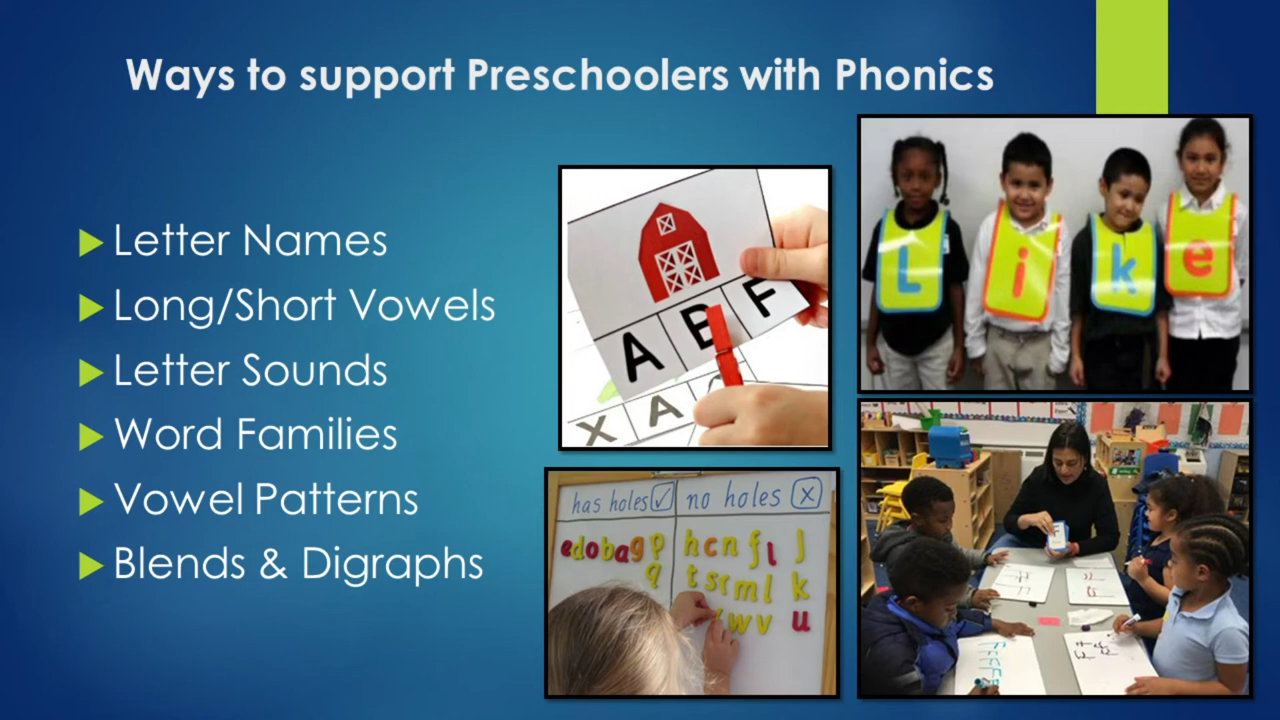 Ways to support Preschoolers with Phonics
Letter Names
Long/Short Vowels
Letter Sounds
Word Families
Vowel Patterns
Blends & Digraphs
A B F
X A
L i k e
has holes no holes
e d o b a g p h c n f l j
q t s r m l k
w v u
F